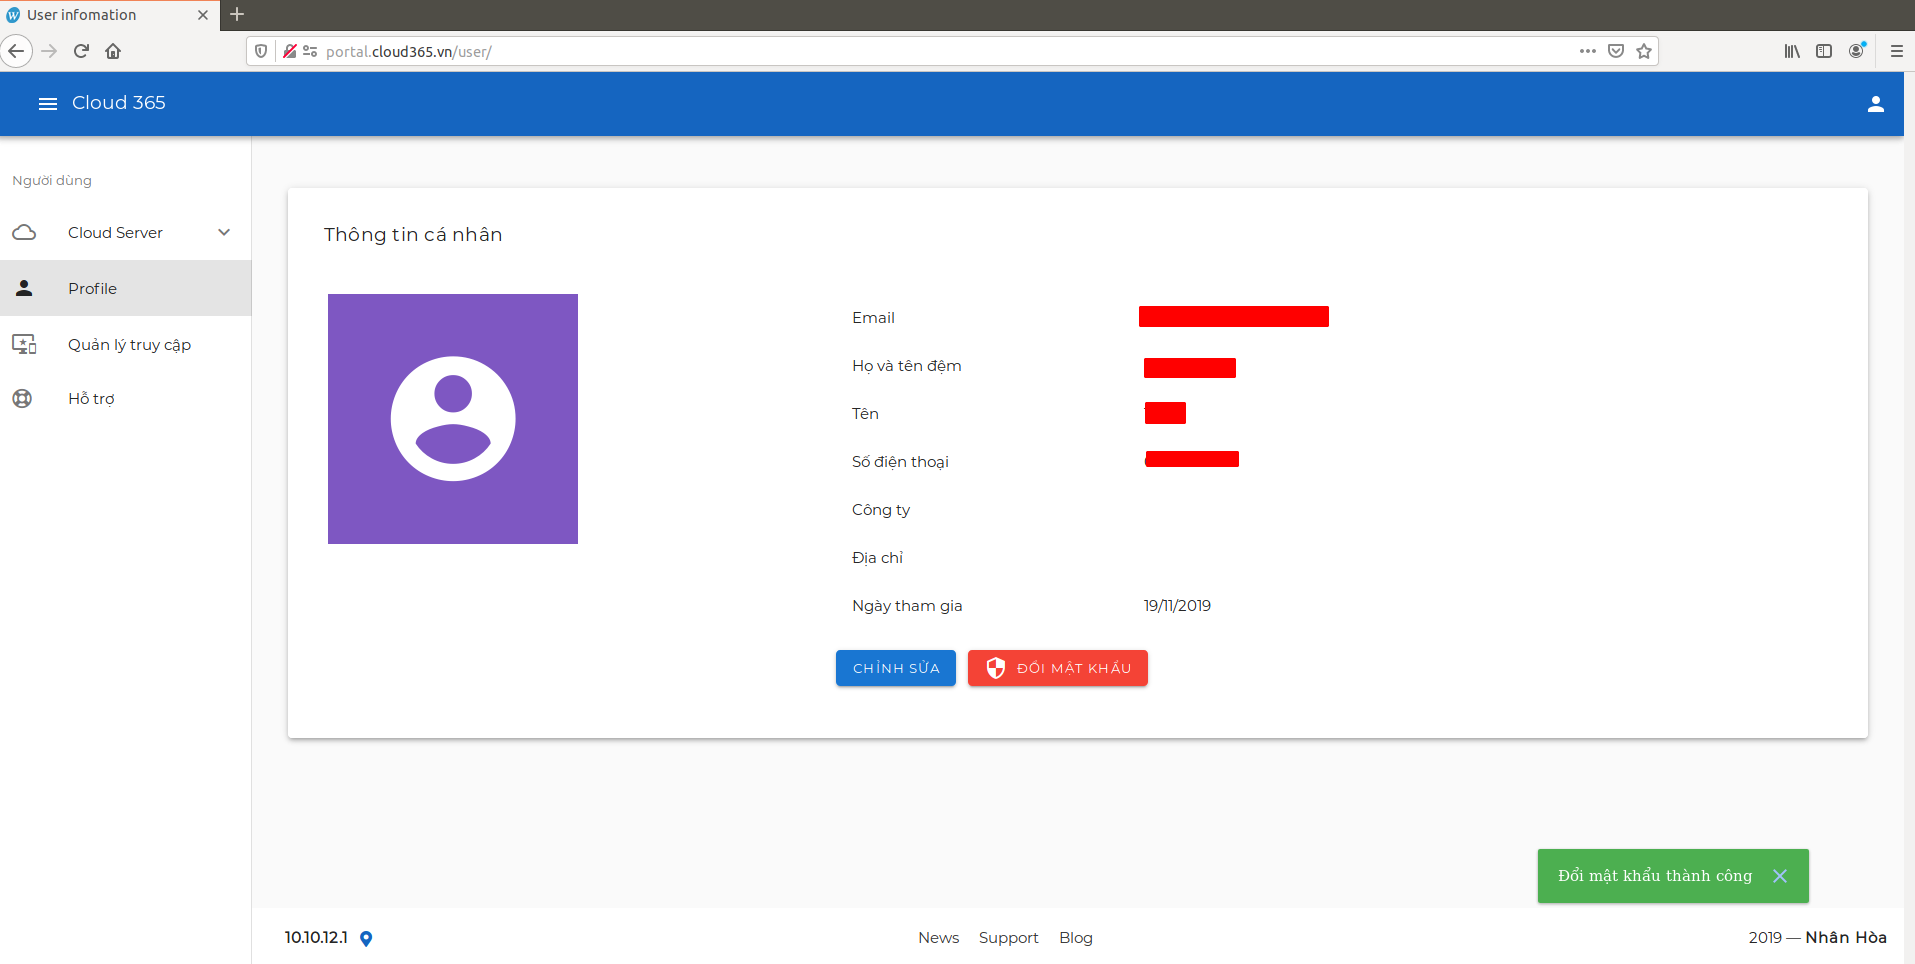 User infomation
portal.cloud365.vn/user/
Cloud 365
Người dùng
Cloud Server
Profile
Quản lý truy cập
Hỗ trợ
Thông tin cá nhân
Email
Họ và tên đệm
Tên
Số điện thoại
Công ty
Địa chỉ
Ngày tham gia 19/11/2019
CHỈNH SỬA ĐỔI MẬT KHẨU
Đổi mật khẩu thành công
10.10.12.1 News Support Blog 2019 — Nhân Hòa